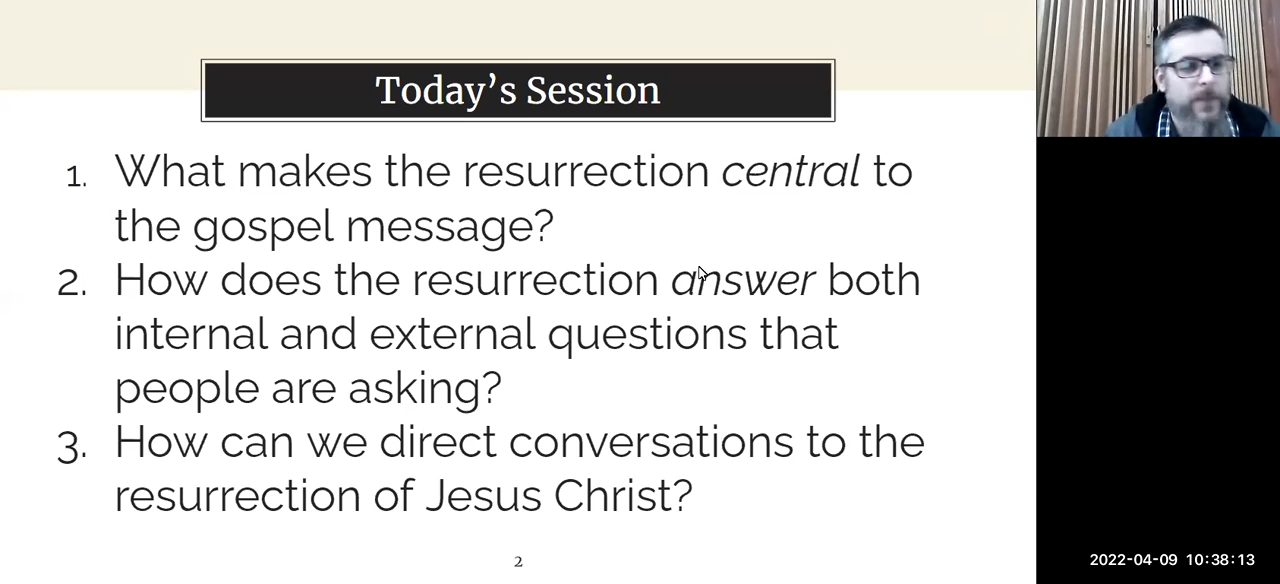 Today’s Session
1. What makes the resurrection central to
the gospel message?
2. How does the resurrection answer both
internal and external questions that
people are asking?
3. How can we direct conversations to the
resurrection of Jesus Christ?
2
2022-04-09 10:38:13